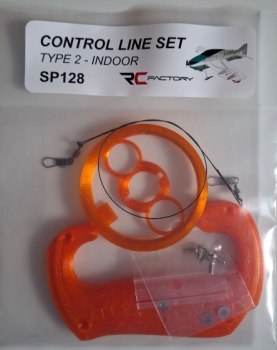 CONTROL LINE SET
TYPE 2 - INDOOR
SP128
RC FACTORY